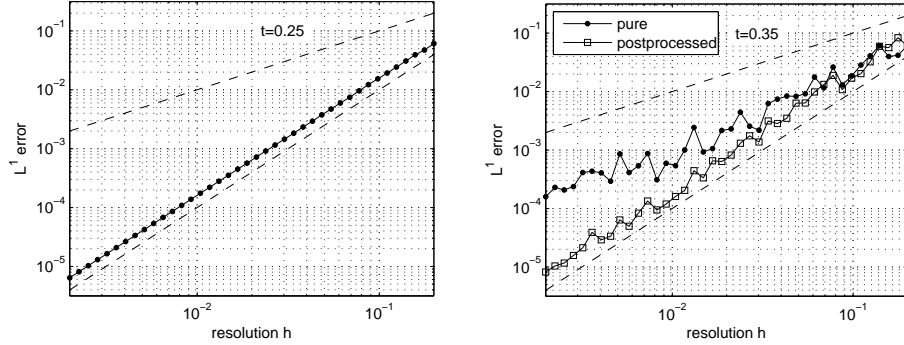 t=0.25
10⁻¹
10⁻²
10⁻³
10⁻⁴
10⁻⁵
L¹ error
10⁻²
10⁻¹
resolution h
pure
postprocessed
t=0.35
10⁻¹
10⁻²
10⁻³
10⁻⁴
10⁻⁵
L¹ error
10⁻²
10⁻¹
resolution h